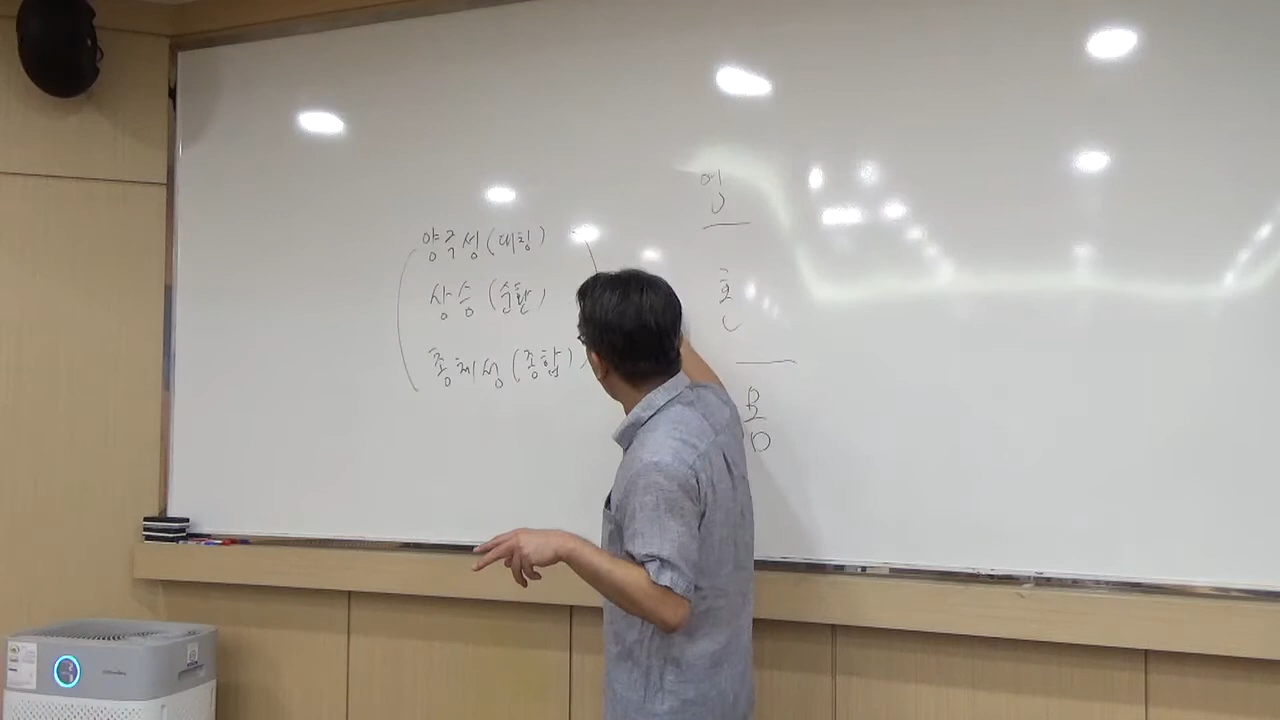 양극성(대칭)
상승(순환)
총체성(종합)
영
혼
몸